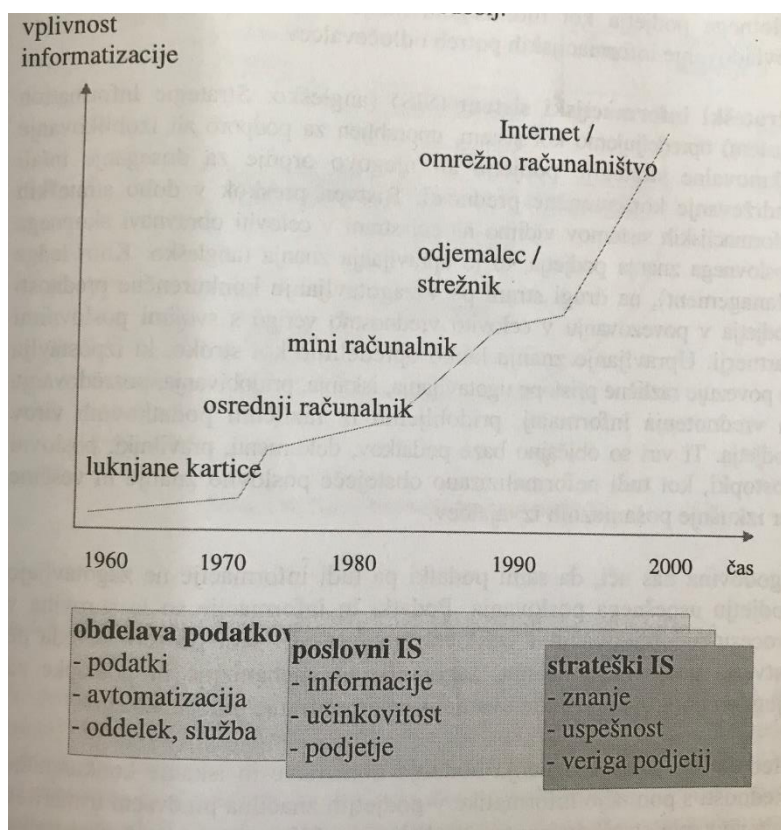 vplivnost
informatizacije
Internet /
omrežno računalništvo
odjemalec /
strežnik
mini računalnik
osrednji računalnik
luknjane kartice
1960 1970 1980 1990 2000 čas
obdelava podatkov
- podatki
- avtomatizacija
- oddelek, služba
poslovni IS
- informacije
- učinkovitost
- podjetje
strateški IS
- znanje
- uspešnost
- veriga podjetij